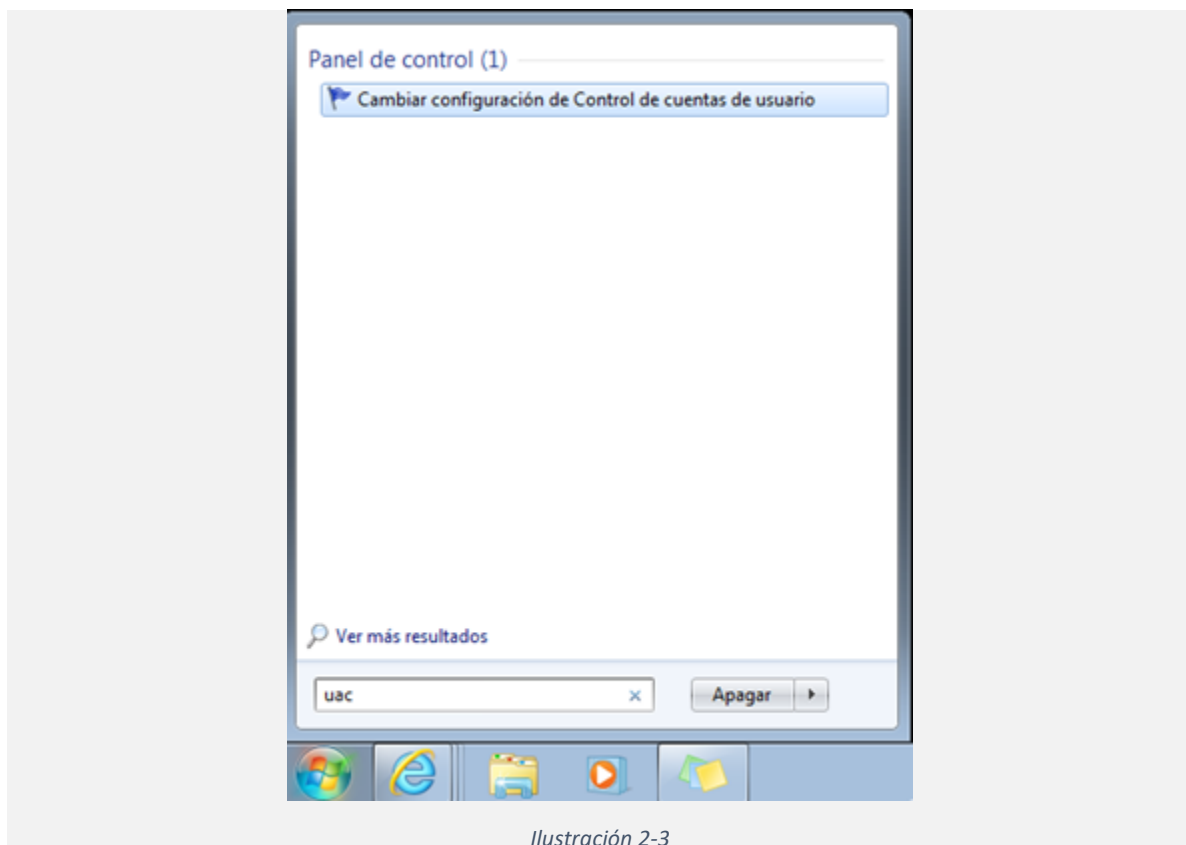 Panel de control (1)
Cambiar configuración de Control de cuentas de usuario
Ver más resultados
uac
Apagar
Ilustración 2-3